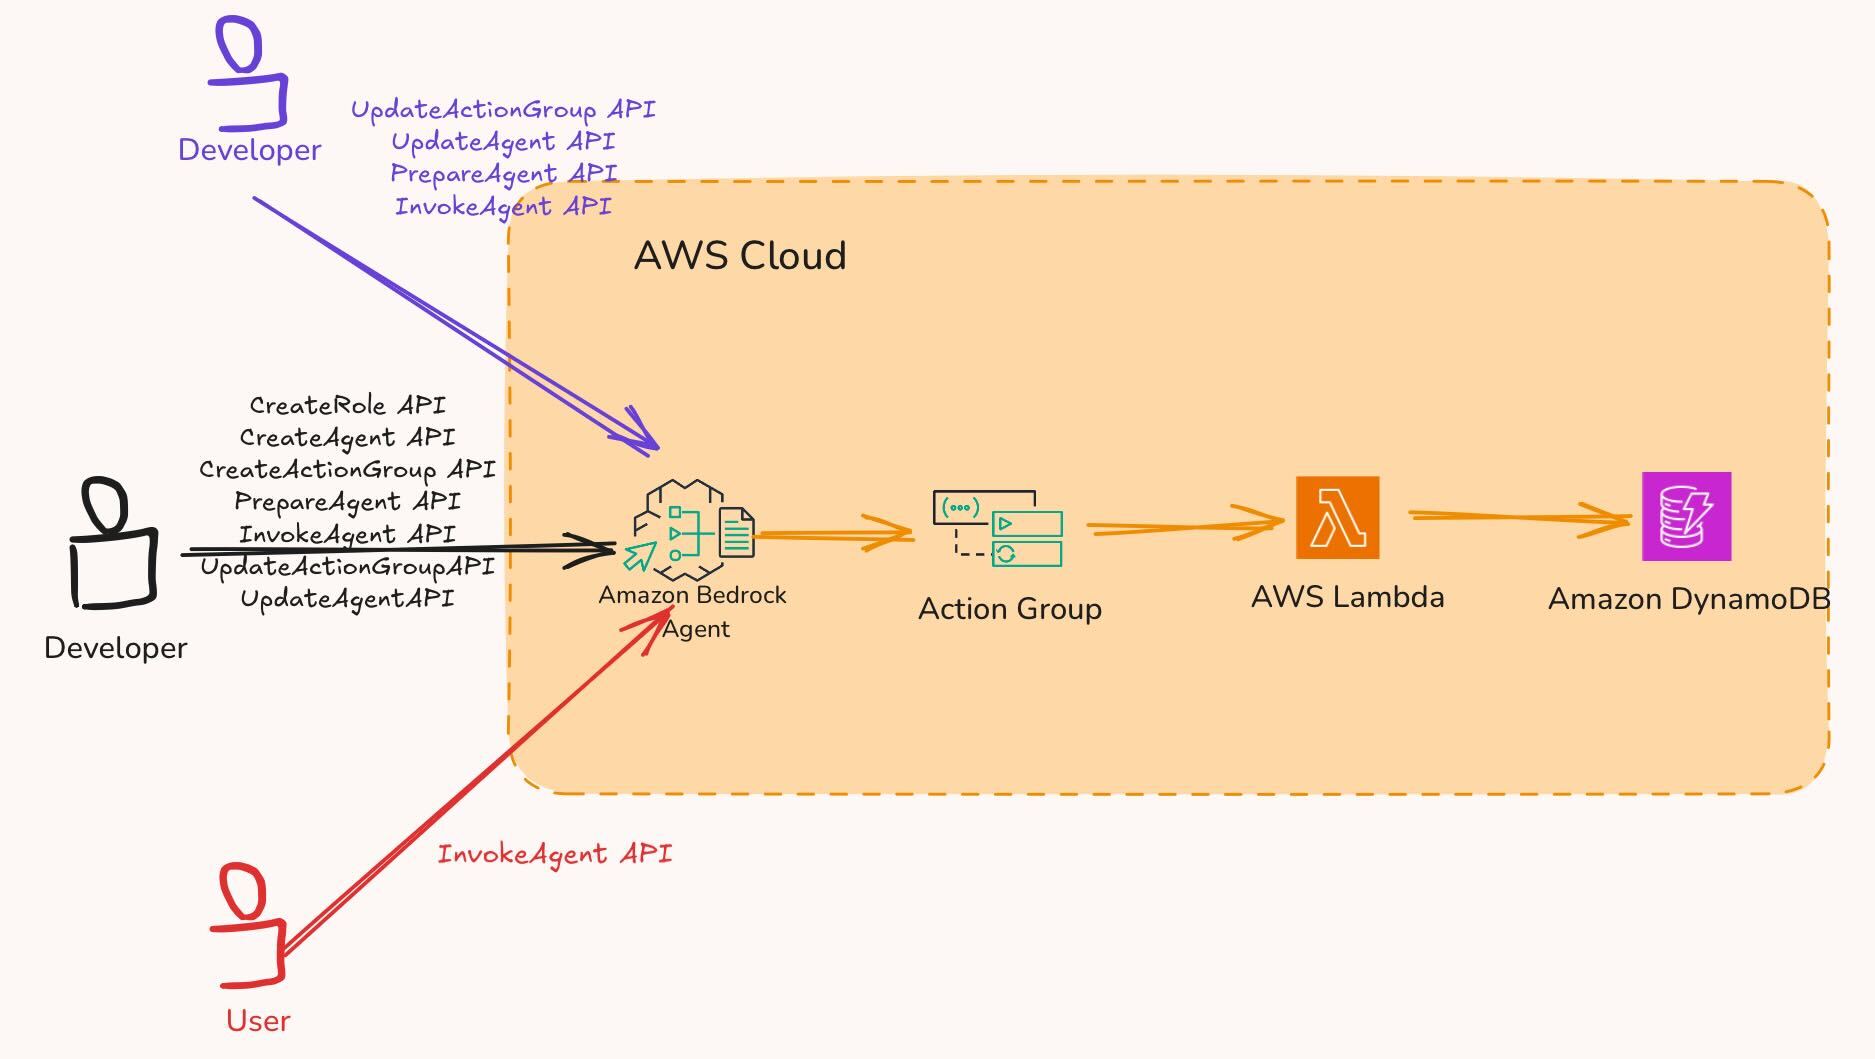 Developer
UpdateActionGroup API
UpdateAgent API
PrepareAgent API
InvokeAgent API
AWS Cloud
CreateRole API
CreateAgent API
CreateActionGroup API
PrepareAgent API
InvokeAgent API
UpdateActionGroupAPI
UpdateAgentAPI
Developer
Amazon Bedrock
Agent
Action Group
AWS Lambda
Amazon DynamoDB
InvokeAgent API
User